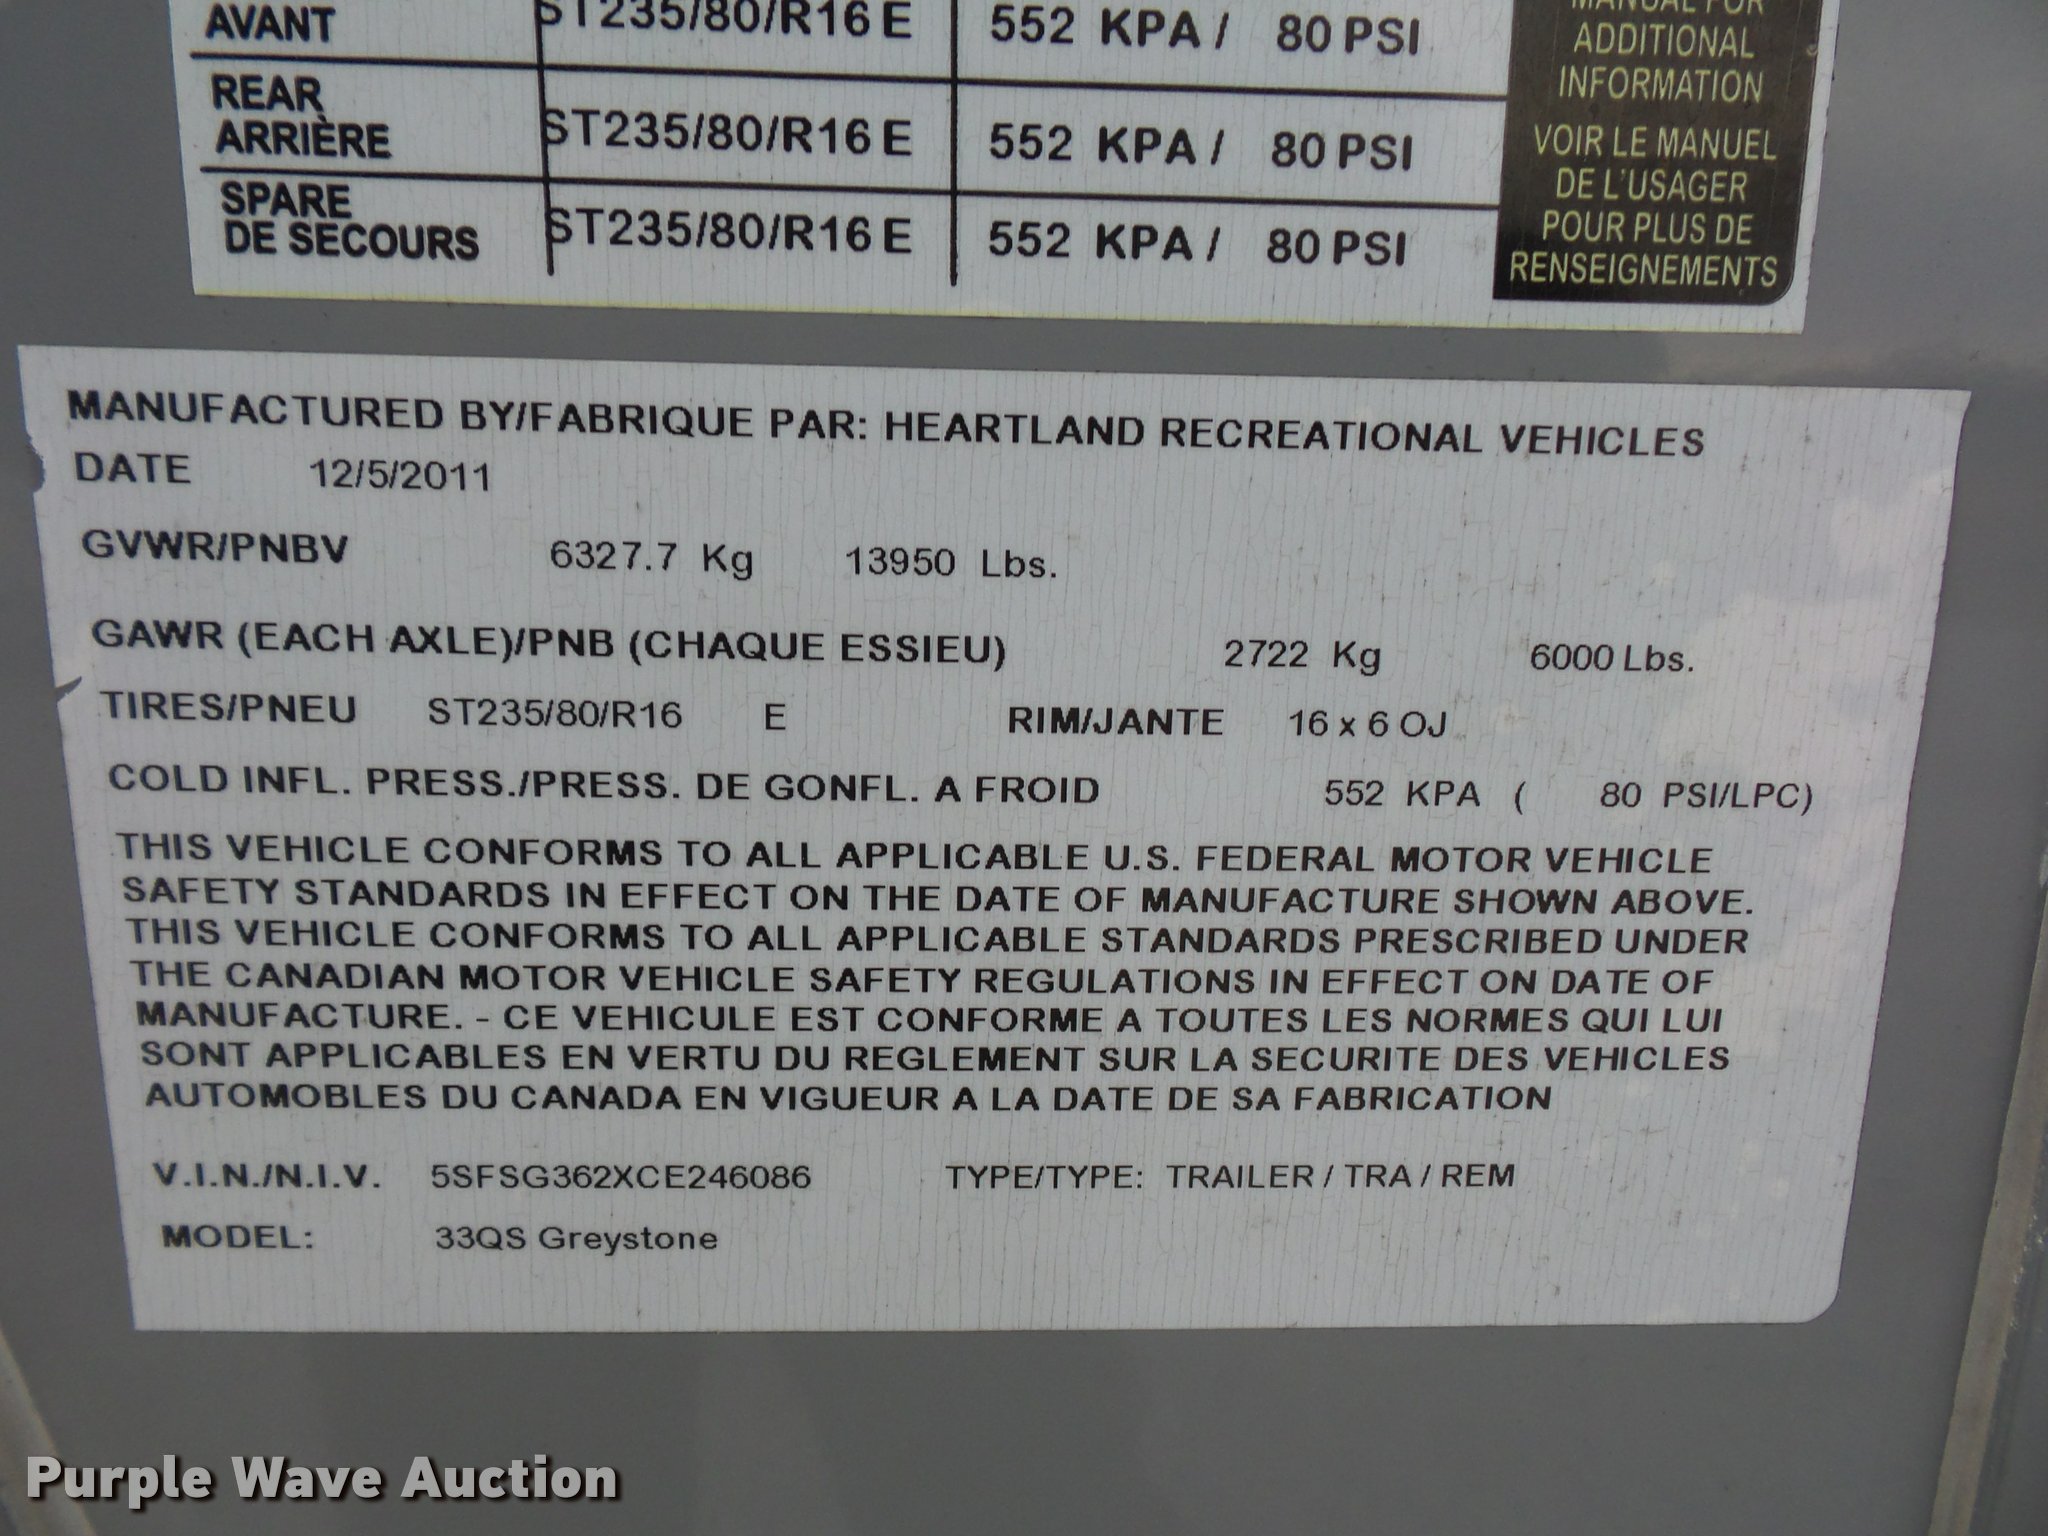 AVANT ST235/80/R16 E 552 KPA / 80 PSI
REAR
ARRIÈRE ST235/80/R16 E 552 KPA / 80 PSI
SPARE
DE SECOURS ST235/80/R16 E 552 KPA / 80 PSI
MANUAL FOR
ADDITIONAL
INFORMATION
VOIR LE MANUEL
DE L'USAGER
POUR PLUS DE
RENSEIGNEMENTS
MANUFACTURED BY/FABRIQUE PAR: HEARTLAND RECREATIONAL VEHICLES
DATE 12/5/2011
GVWR/PNBV 6327.7 Kg 13950 Lbs.
GAWR (EACH AXLE)/PNB (CHAQUE ESSIEU) 2722 Kg 6000 Lbs.
TIRES/PNEU ST235/80/R16 E RIM/JANTE 16 x 6 OJ
COLD INFL. PRESS./PRESS. DE GONFL. A FROID 552 KPA ( 80 PSI/LPC)
THIS VEHICLE CONFORMS TO ALL APPLICABLE U.S. FEDERAL MOTOR VEHICLE
SAFETY STANDARDS IN EFFECT ON THE DATE OF MANUFACTURE SHOWN ABOVE.
THIS VEHICLE CONFORMS TO ALL APPLICABLE STANDARDS PRESCRIBED UNDER
THE CANADIAN MOTOR VEHICLE SAFETY REGULATIONS IN EFFECT ON DATE OF
MANUFACTURE. - CE VEHICULE EST CONFORME A TOUTES LES NORMES QUI LUI
SONT APPLICABLES EN VERTU DU REGLEMENT SUR LA SECURITE DES VEHICLES
AUTOMOBLES DU CANADA EN VIGUEUR A LA DATE DE SA FABRICATION
V.I.N./N.I.V. 5SFSG362XCE246086 TYPE/TYPE: TRAILER / TRA / REM
MODEL: 33QS Greystone
Purple Wave Auction